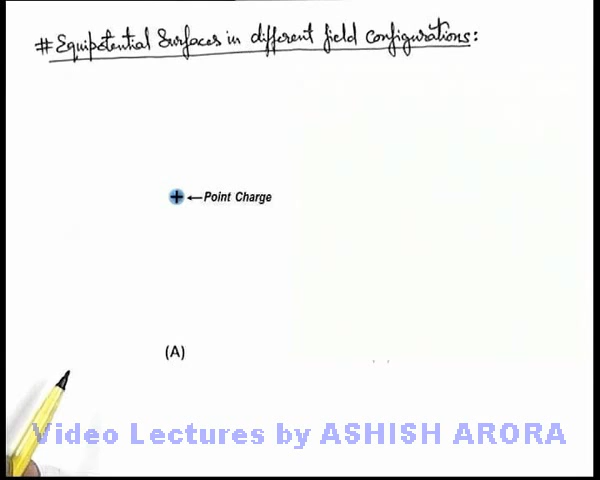 # Equipotential Surfaces in different field configurations:
+ ←Point Charge
(A)
Video Lectures by ASHISH ARORA